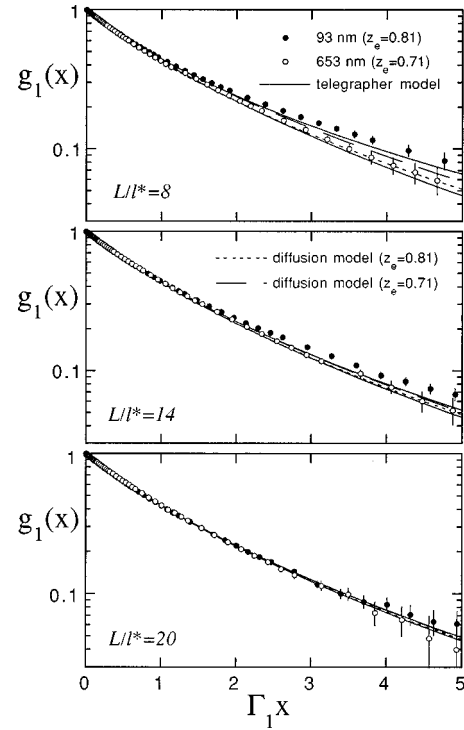 1
g₁(x)
0.1
● 93 nm (zₑ=0.81)
○ 653 nm (zₑ=0.71)
telegrapher model
L/l*=8
1
g₁(x)
0.1
diffusion model (zₑ=0.81)
diffusion model (zₑ=0.71)
L/l*=14
1
g₁(x)
0.1
L/l*=20
0 1 2 3 4 5
Γ₁x